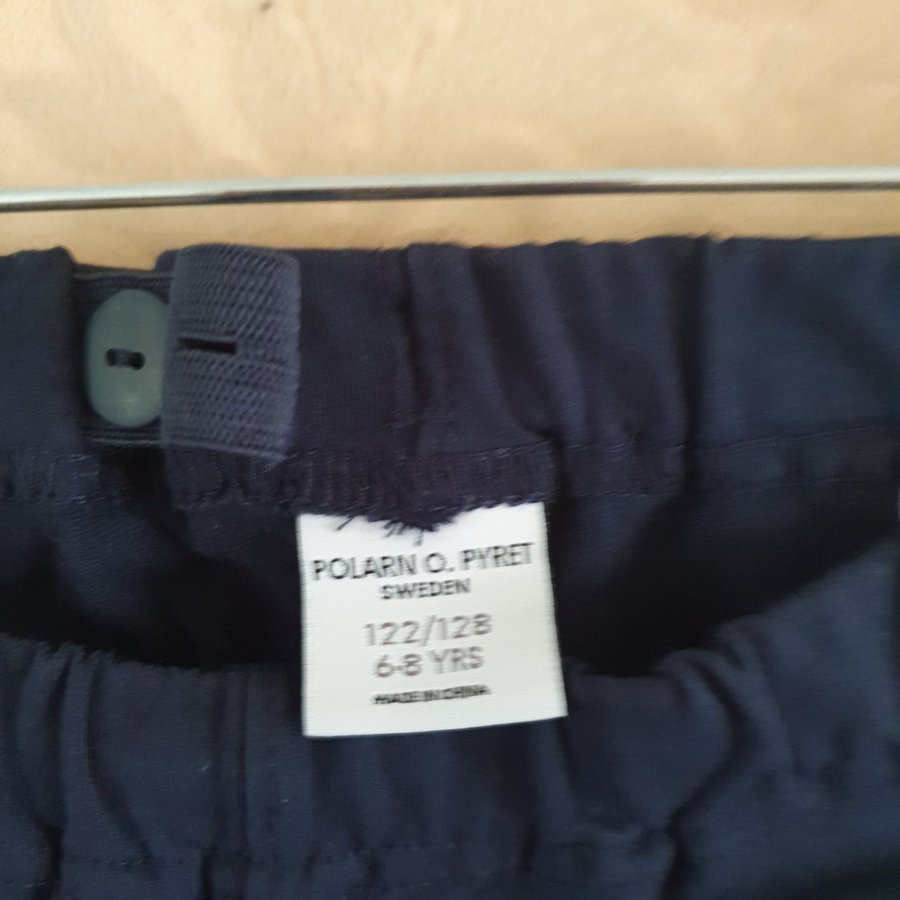 POLARN O. PYRET
SWEDEN
122/128
6-8 YRS
MADE IN CHINA